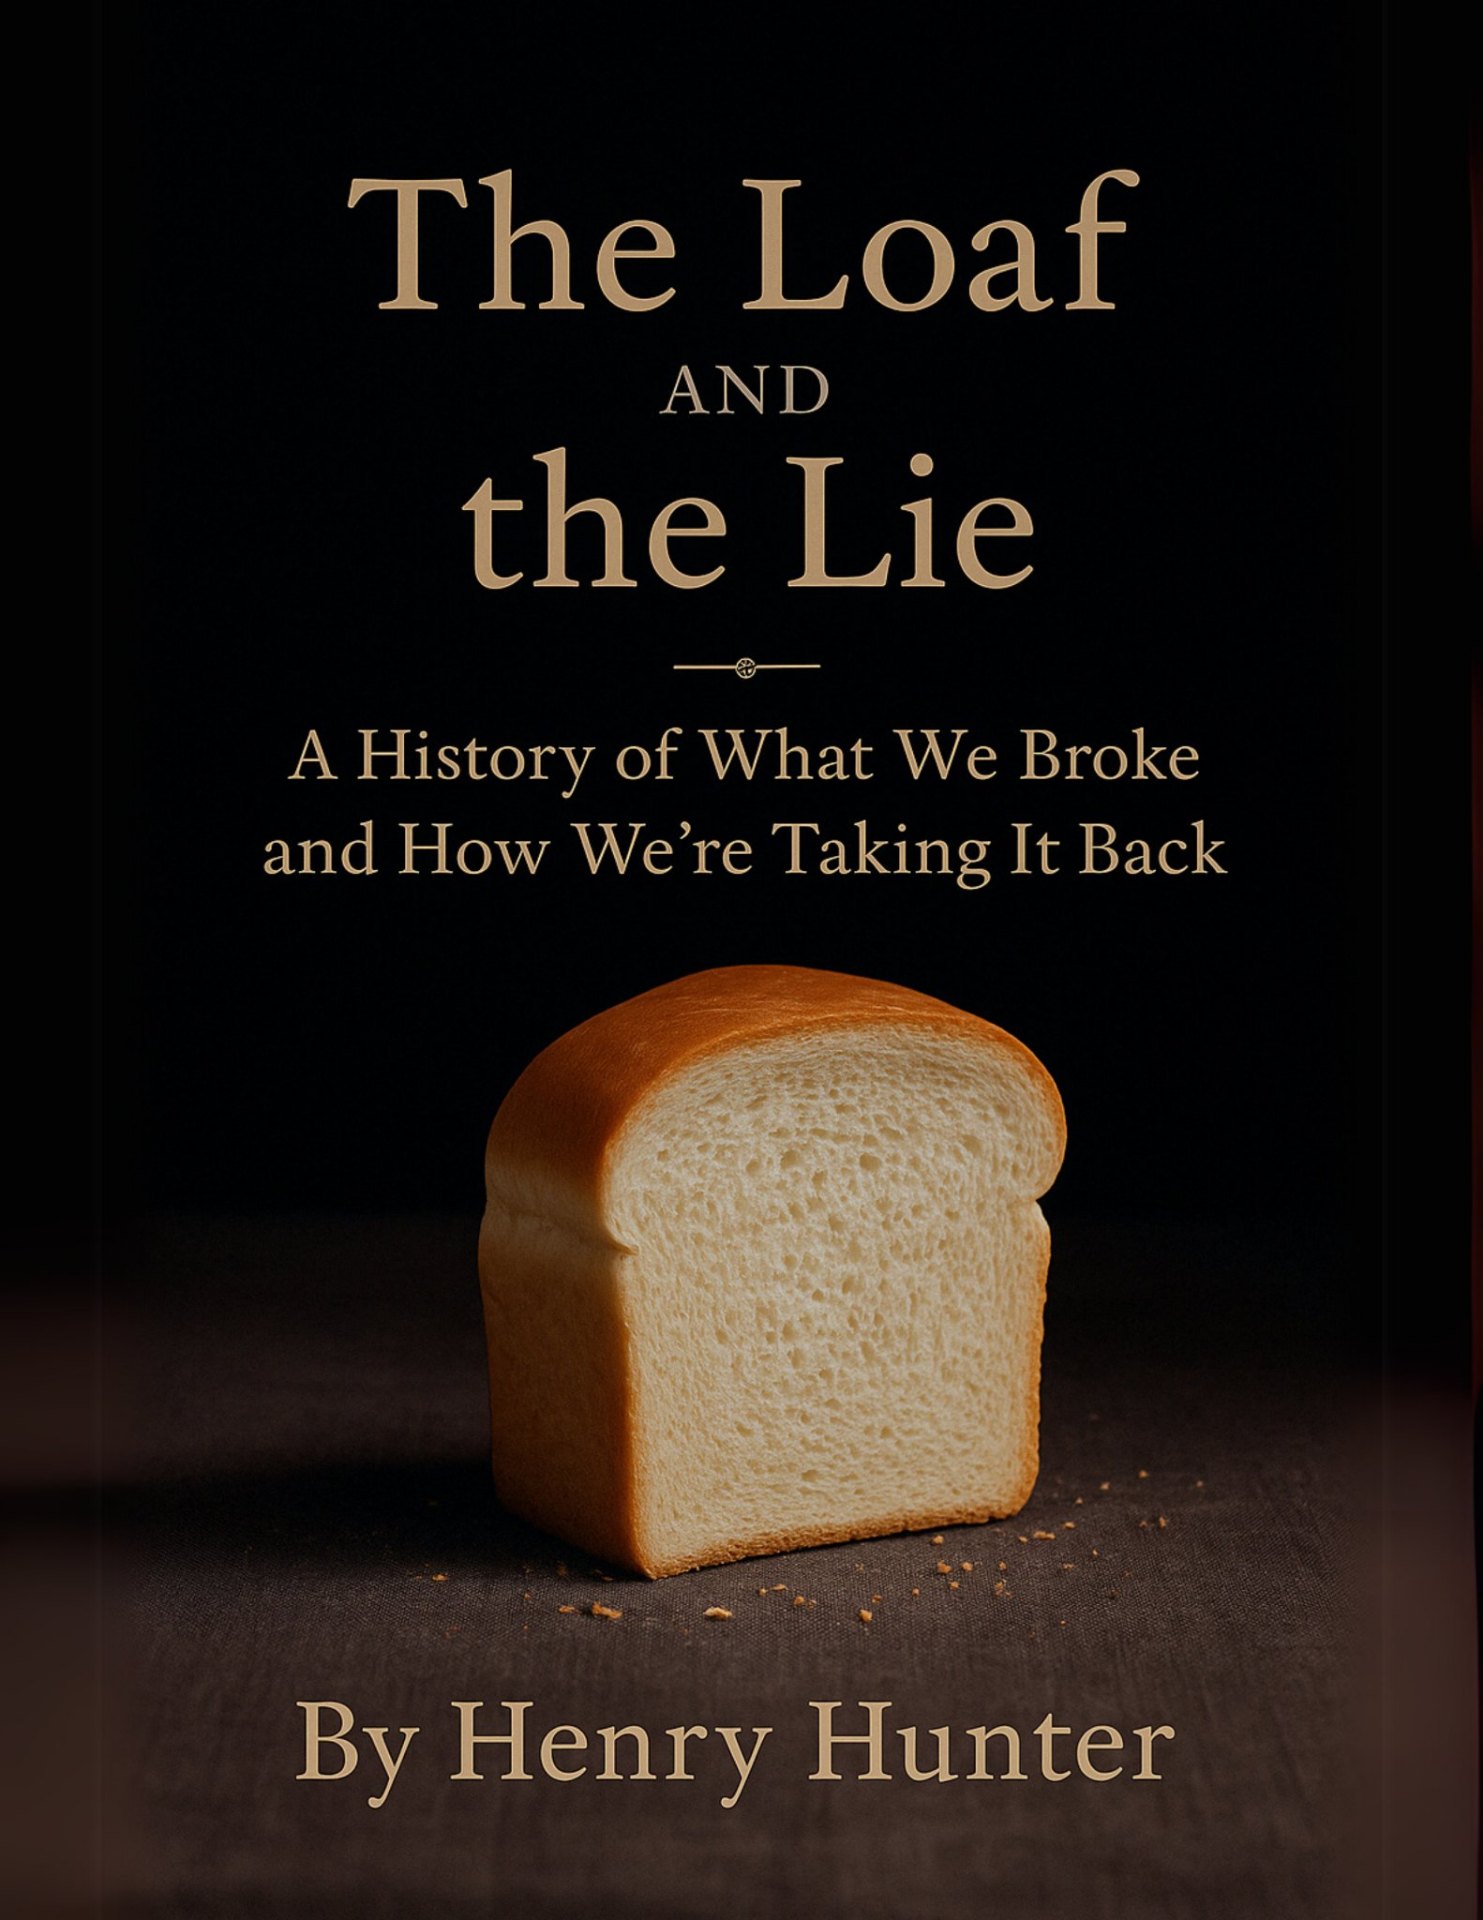 The Loaf
AND
the Lie
A History of What We Broke
and How We're Taking It Back
By Henry Hunter